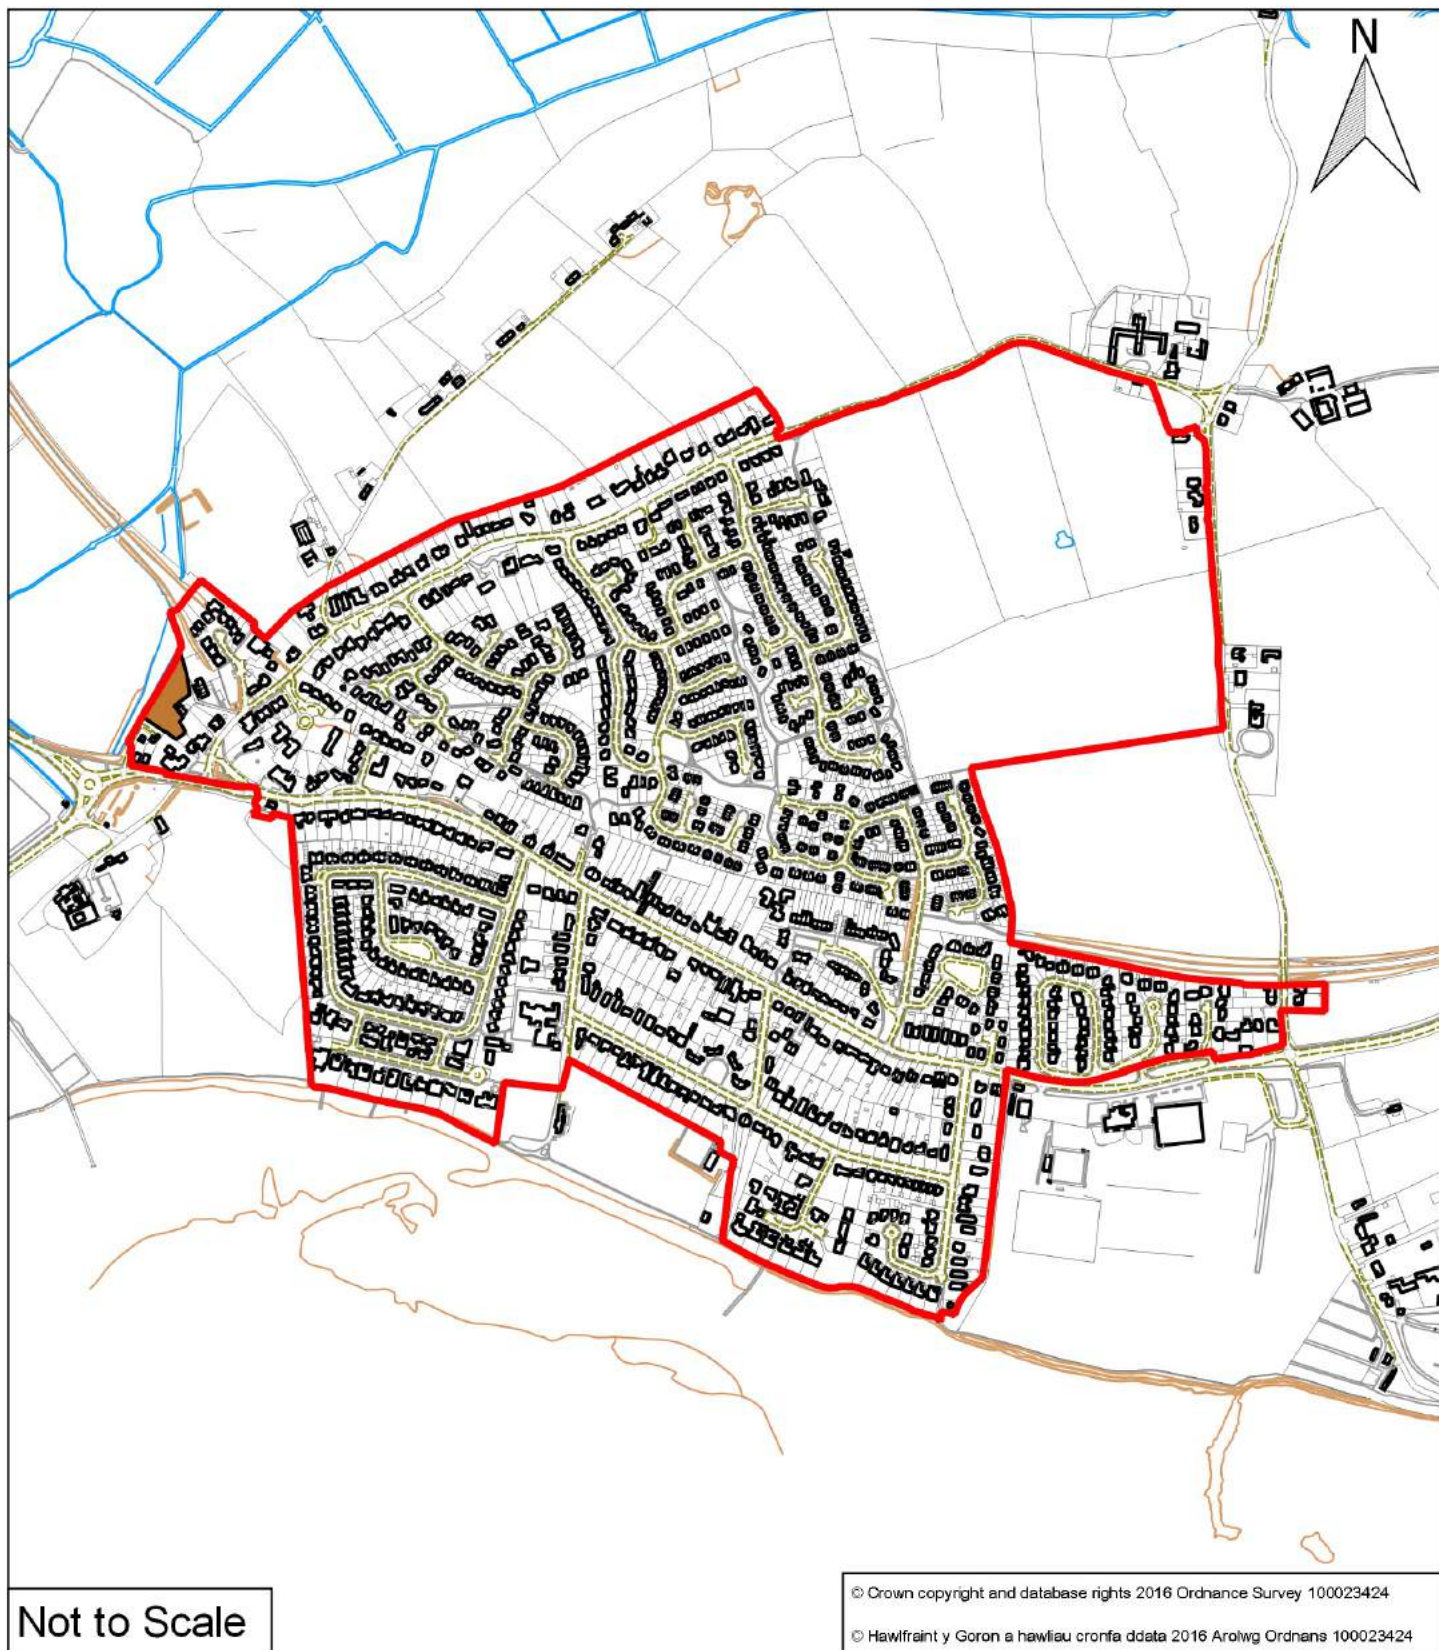 N
Not to Scale
© Crown copyright and database rights 2016 Ordnance Survey 100023424
© Hawlfraint y Goron a hawliau cronfa ddata 2016 Arolwg Ordnans 100023424